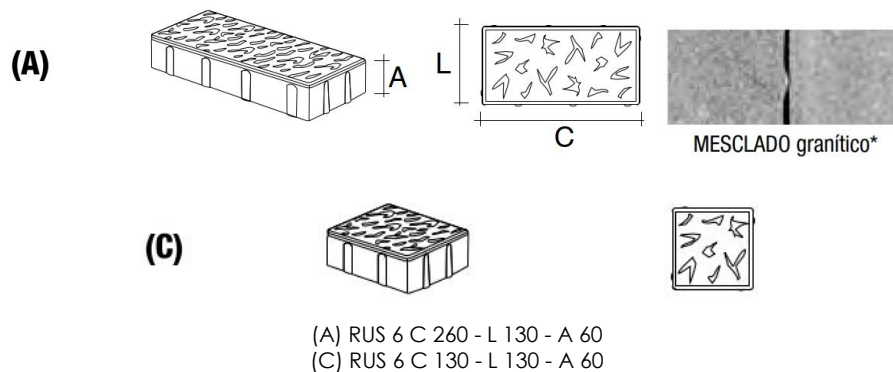 (A)
A
L
C
MESCLADO granítico*
(C)
(A) RUS 6 C 260 - L 130 - A 60
(C) RUS 6 C 130 - L 130 - A 60